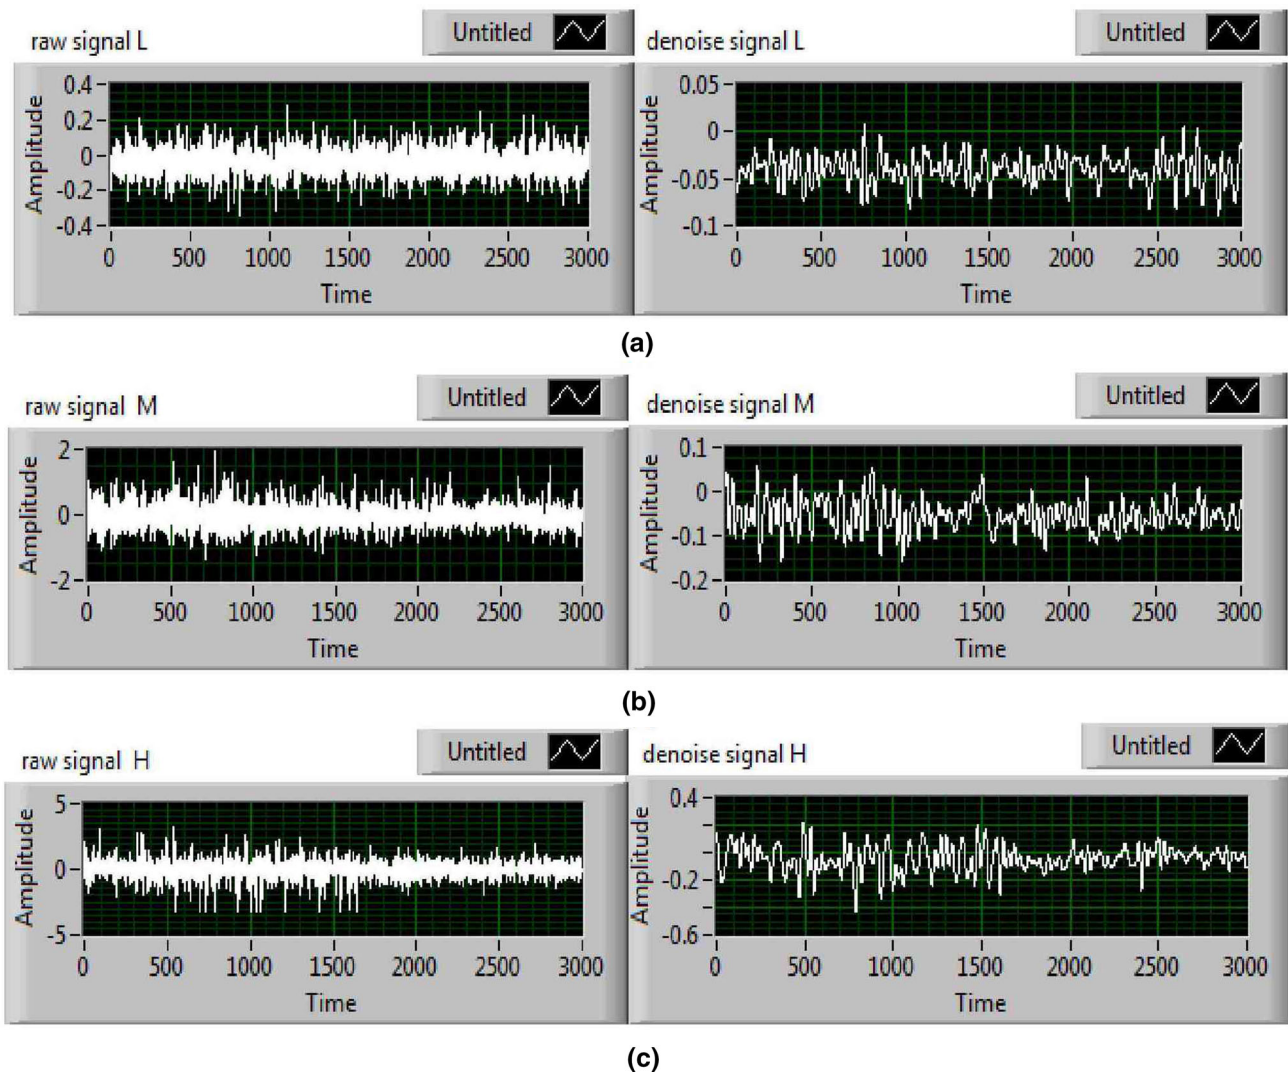 raw signal L
Untitled
denoise signal L
Untitled
Amplitude
0.4
0.2
0
-0.2
-0.4
0 500 1000 1500 2000 2500 3000
Time
Amplitude
0.05
0
-0.05
-0.1
0 500 1000 1500 2000 2500 3000
Time
(a)
raw signal M
Untitled
denoise signal M
Untitled
Amplitude
2
0
-2
0 500 1000 1500 2000 2500 3000
Time
Amplitude
0.1
0
-0.1
-0.2
0 500 1000 1500 2000 2500 3000
Time
(b)
raw signal H
Untitled
denoise signal H
Untitled
Amplitude
5
0
-5
0 500 1000 1500 2000 2500 3000
Time
Amplitude
0.4
-0.2
-0.6
0 500 1000 1500 2000 2500 3000
Time
(c)